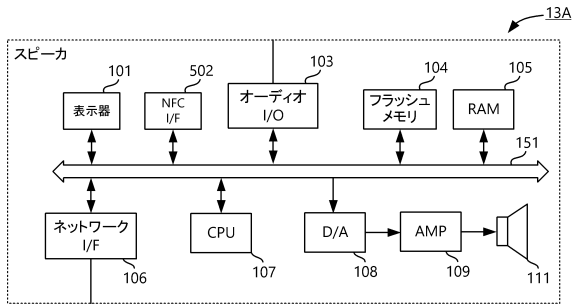 13A
スピーカ
101
502
103
104
105
表示器
NFC
I/F
オーディオ
I/O
フラッシュ
メモリ
RAM
151
ネットワーク
I/F
CPU
D/A
AMP
106
107
108
109
111